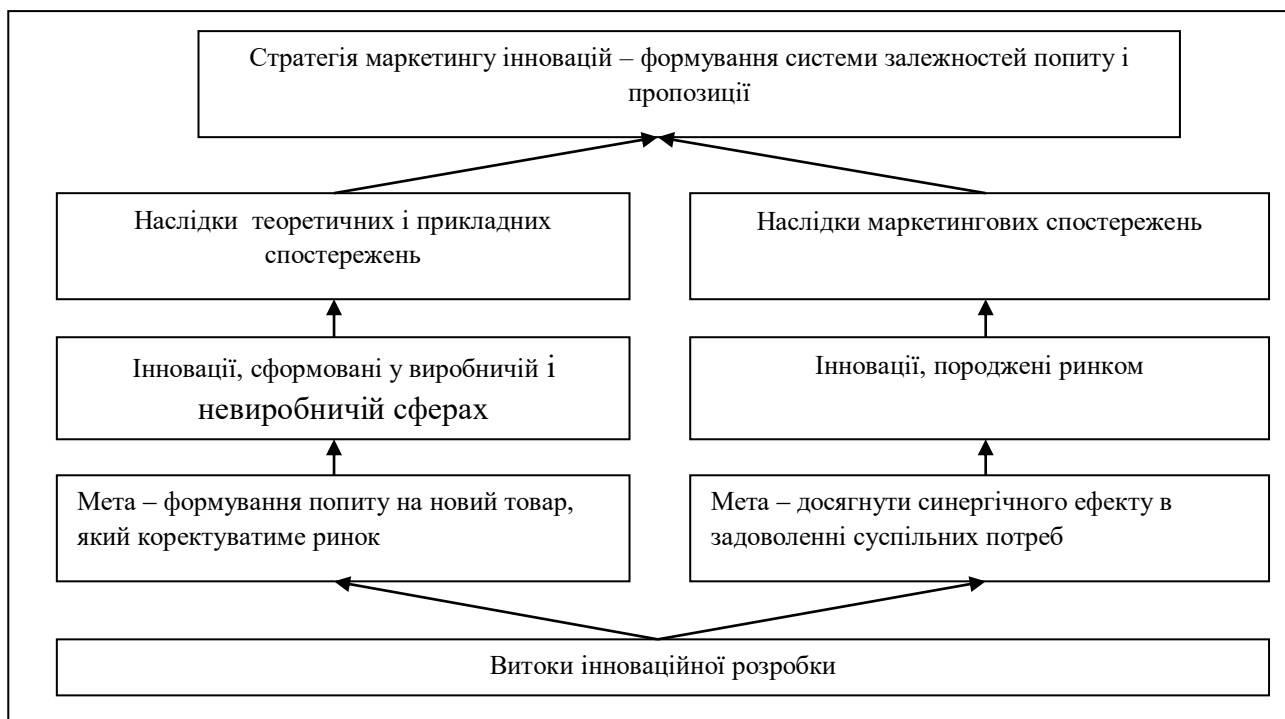 Стратегія маркетингу інновацій – формування системи залежностей попиту і
пропозиції
Наслідки теоретичних і прикладних
спостережень
Наслідки маркетингових спостережень
Інновації, сформовані у виробничій і
невиробничій сферах
Інновації, породжені ринком
Мета – формування попиту на новий товар,
який коректуватиме ринок
Мета – досягнути синергічного ефекту в
задоволенні суспільних потреб
Витоки інноваційної розробки